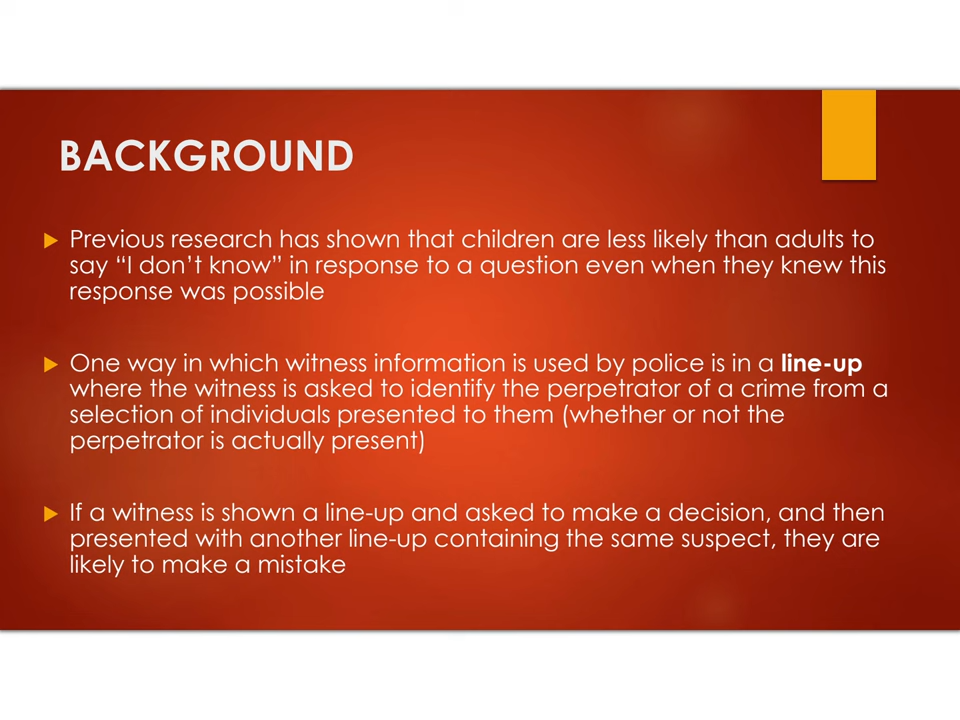 BACKGROUND
Previous research has shown that children are less likely than adults to
say “I don’t know” in response to a question even when they knew this
response was possible
One way in which witness information is used by police is in a line-up
where the witness is asked to identify the perpetrator of a crime from a
selection of individuals presented to them (whether or not the
perpetrator is actually present)
If a witness is shown a line-up and asked to make a decision, and then
presented with another line-up containing the same suspect, they are
likely to make a mistake